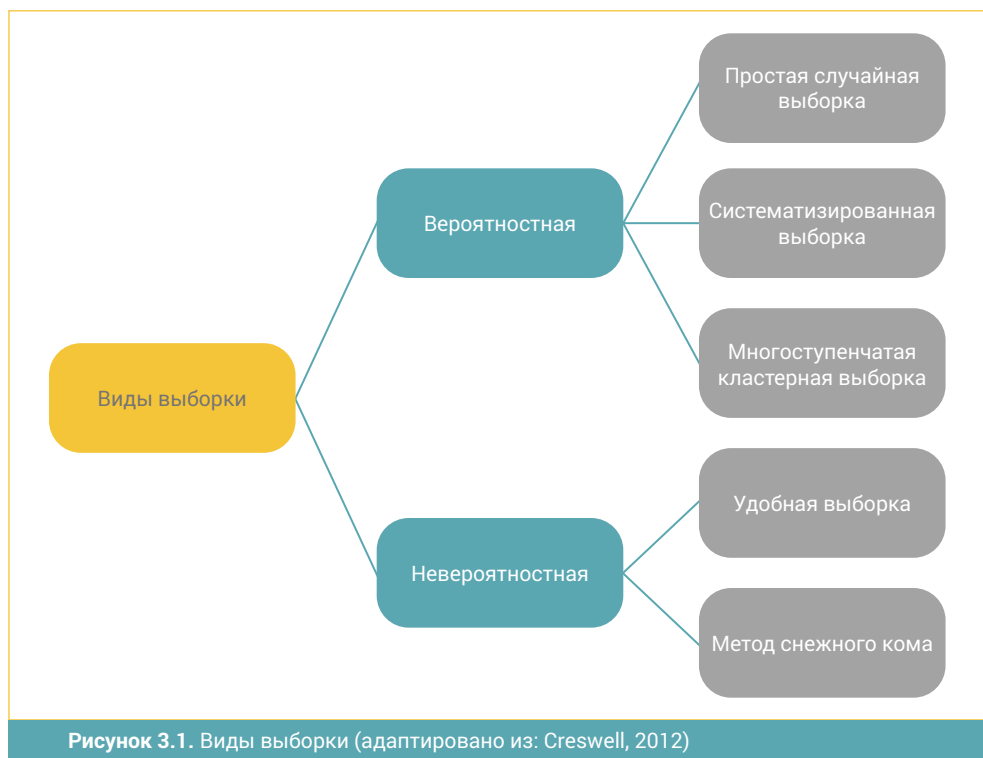 Виды выборки
Вероятностная
Простая случайная
выборка
Систематизированная
выборка
Многоступенчатая
кластерная выборка
Невероятностная
Удобная выборка
Метод снежного кома
Рисунок 3.1. Виды выборки (адаптировано из: Creswell, 2012)